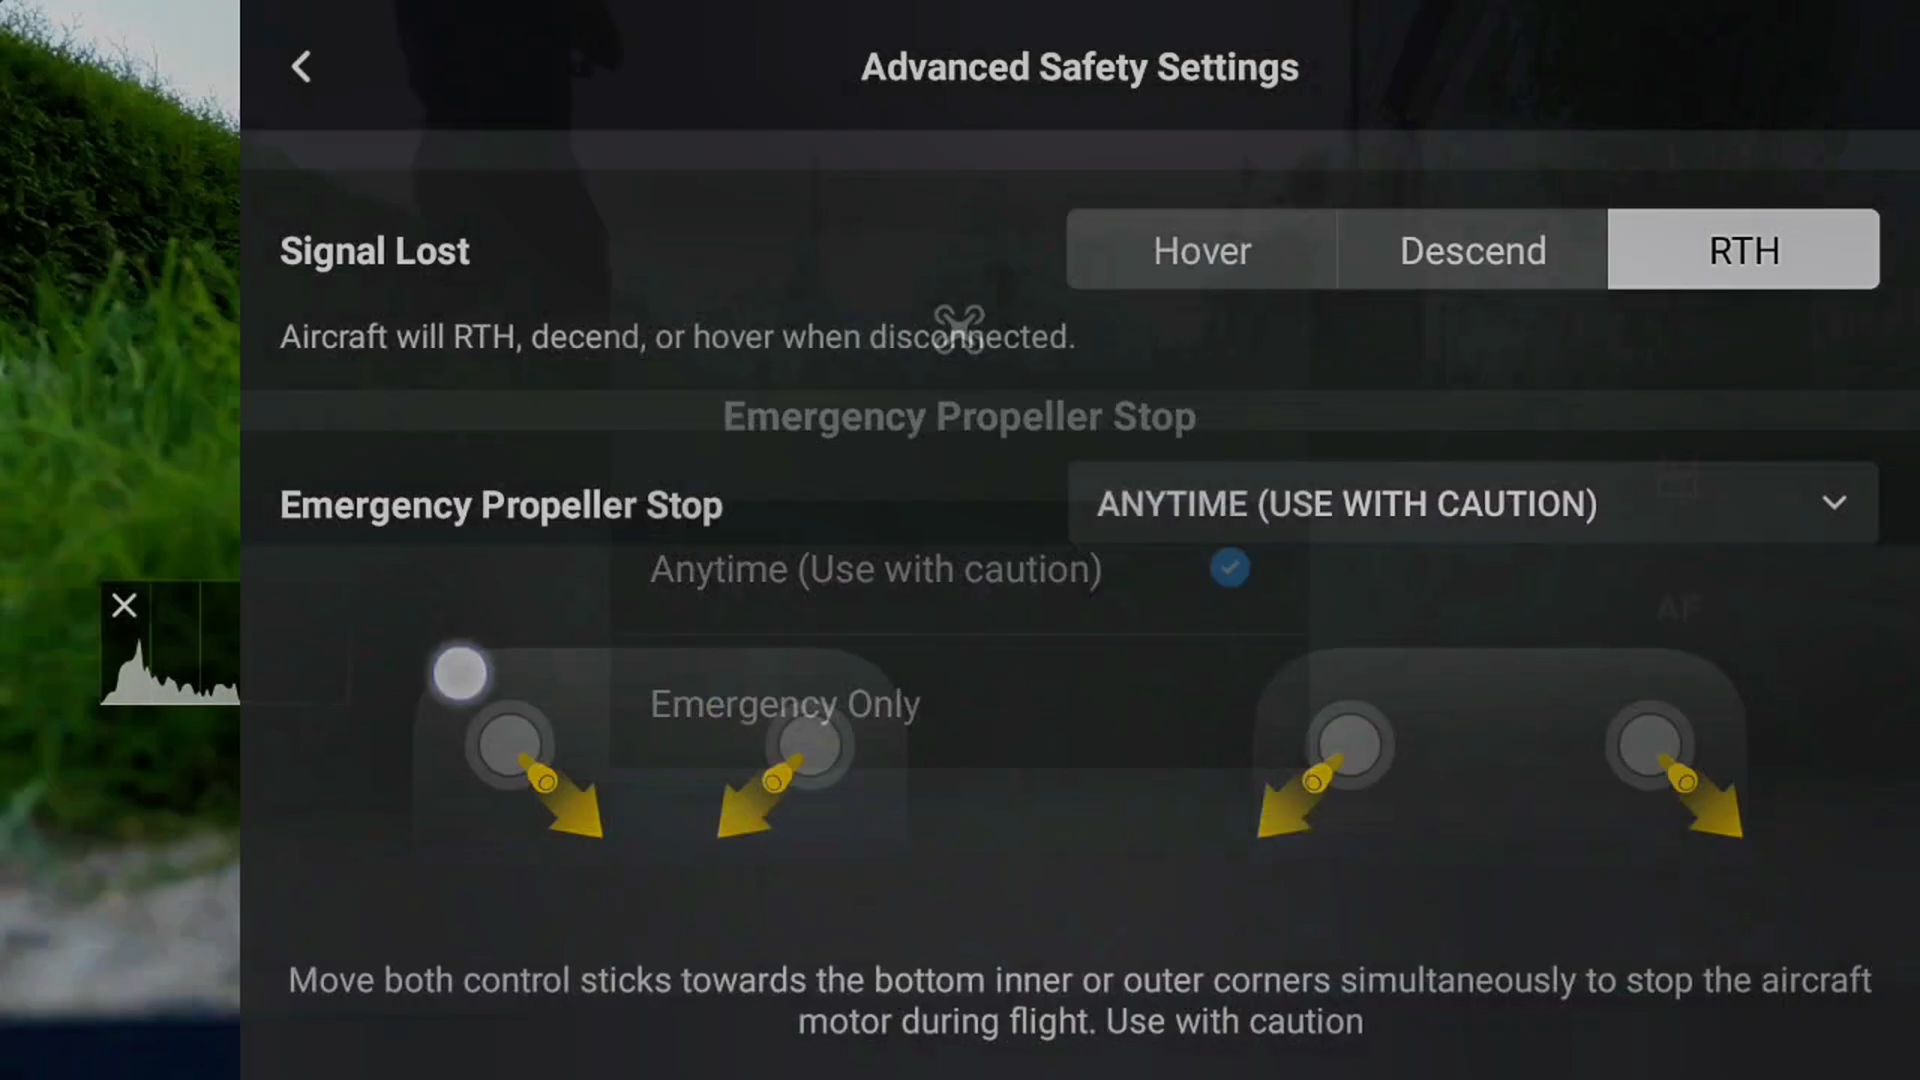 Advanced Safety Settings
Signal Lost
Hover
Descend
RTH
Aircraft will RTH, decend, or hover when disconnected.
Emergency Propeller Stop
Emergency Propeller Stop
ANYTIME (USE WITH CAUTION)
Anytime (Use with caution)
AF
Emergency Only
Move both control sticks towards the bottom inner or outer corners simultaneously to stop the aircraft
motor during flight. Use with caution